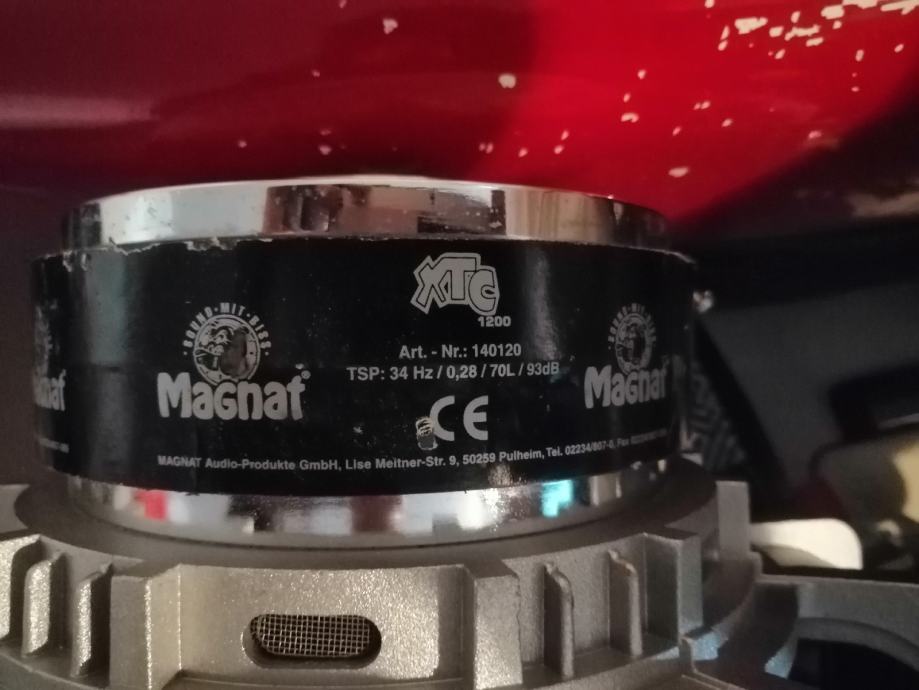 XTC
1200
SOUND·MIT·BISS
Magnat
Art. - Nr.: 140120
TSP: 34 Hz / 0,28 / 70L / 93dB
CE
MAGNAT Audio-Produkte GmbH, Lise Meitner-Str. 9, 50259 Pulheim, Tel. 02234/807-0, Fax
SOUND·MIT·BISS
Magnat